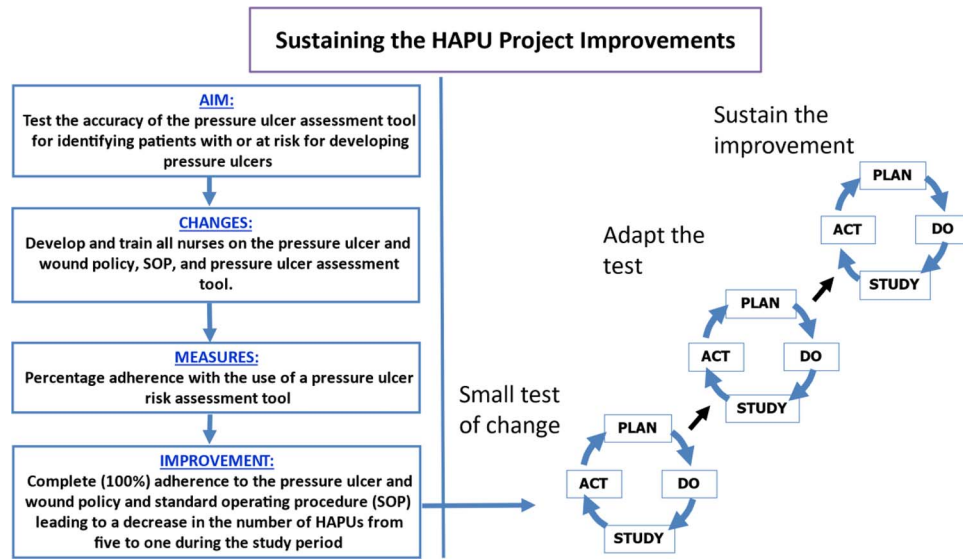 Sustaining the HAPU Project Improvements
AIM:
Test the accuracy of the pressure ulcer assessment tool
for identifying patients with or at risk for developing
pressure ulcers
CHANGES:
Develop and train all nurses on the pressure ulcer and
wound policy, SOP, and pressure ulcer assessment
tool.
MEASURES:
Percentage adherence with the use of a pressure ulcer
risk assessment tool
IMPROVEMENT:
Complete (100%) adherence to the pressure ulcer and
wound policy and standard operating procedure (SOP)
leading to a decrease in the number of HAPUs from
five to one during the study period
Small test
of change
PLAN
ACT
DO
STUDY
Adapt the
test
PLAN
ACT
DO
STUDY
Sustain the
improvement
PLAN
ACT
DO
STUDY